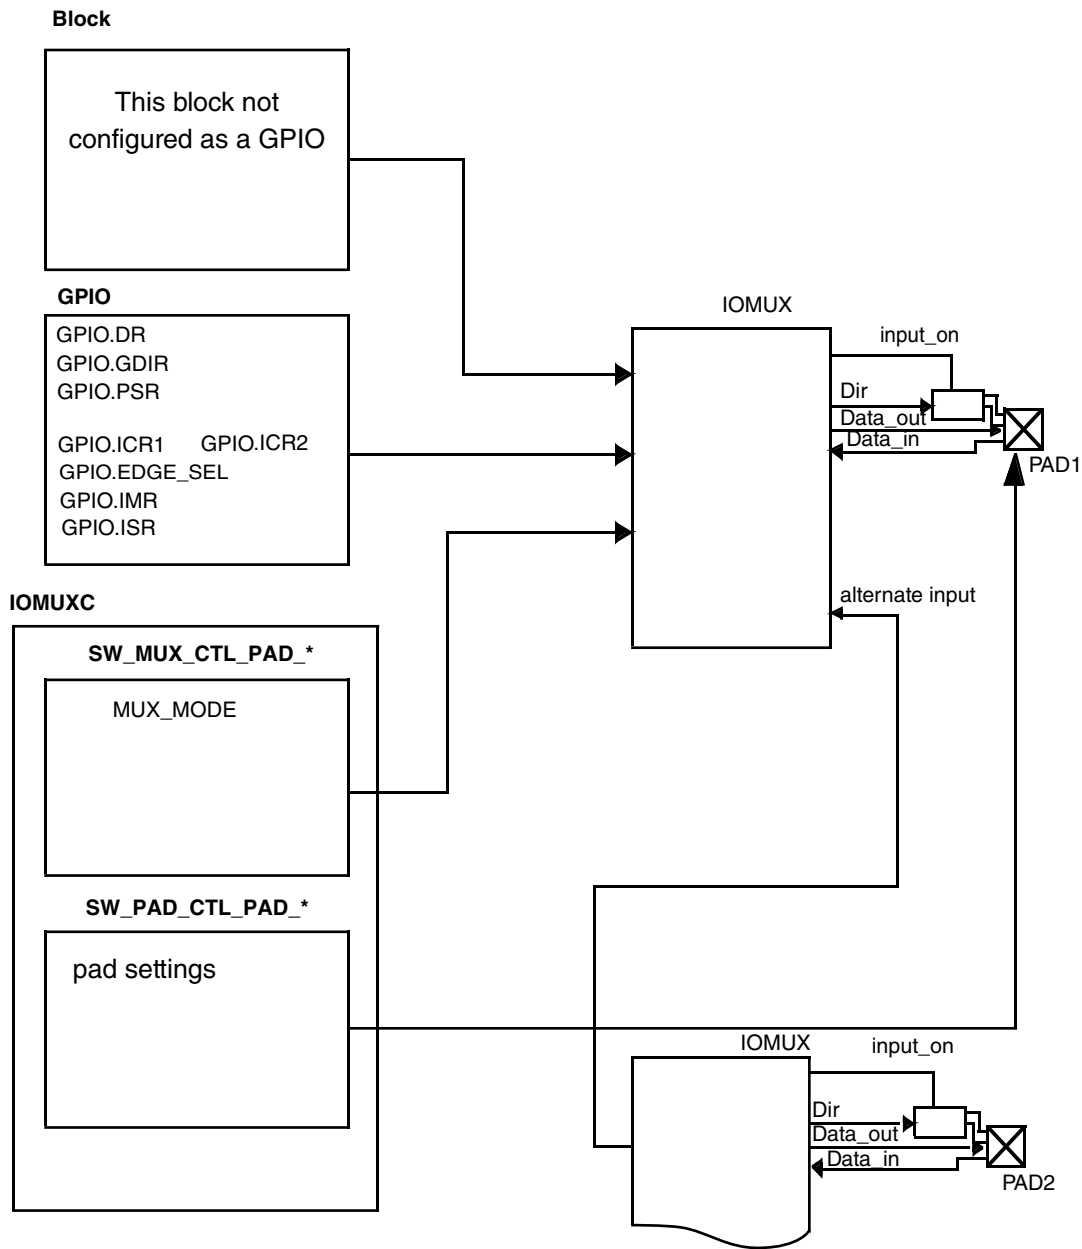 Block
This block not
configured as a GPIO
GPIO
GPIO.DR
GPIO.GDIR
GPIO.PSR
GPIO.ICR1 GPIO.ICR2
GPIO.EDGE_SEL
GPIO.IMR
GPIO.ISR
IOMUX
input_on
Dir
Data_out
Data_in
PAD1
alternate input
IOMUXC
SW_MUX_CTL_PAD_*
MUX_MODE
SW_PAD_CTL_PAD_*
pad settings
IOMUX
input_on
Dir
Data_out
Data_in
PAD2